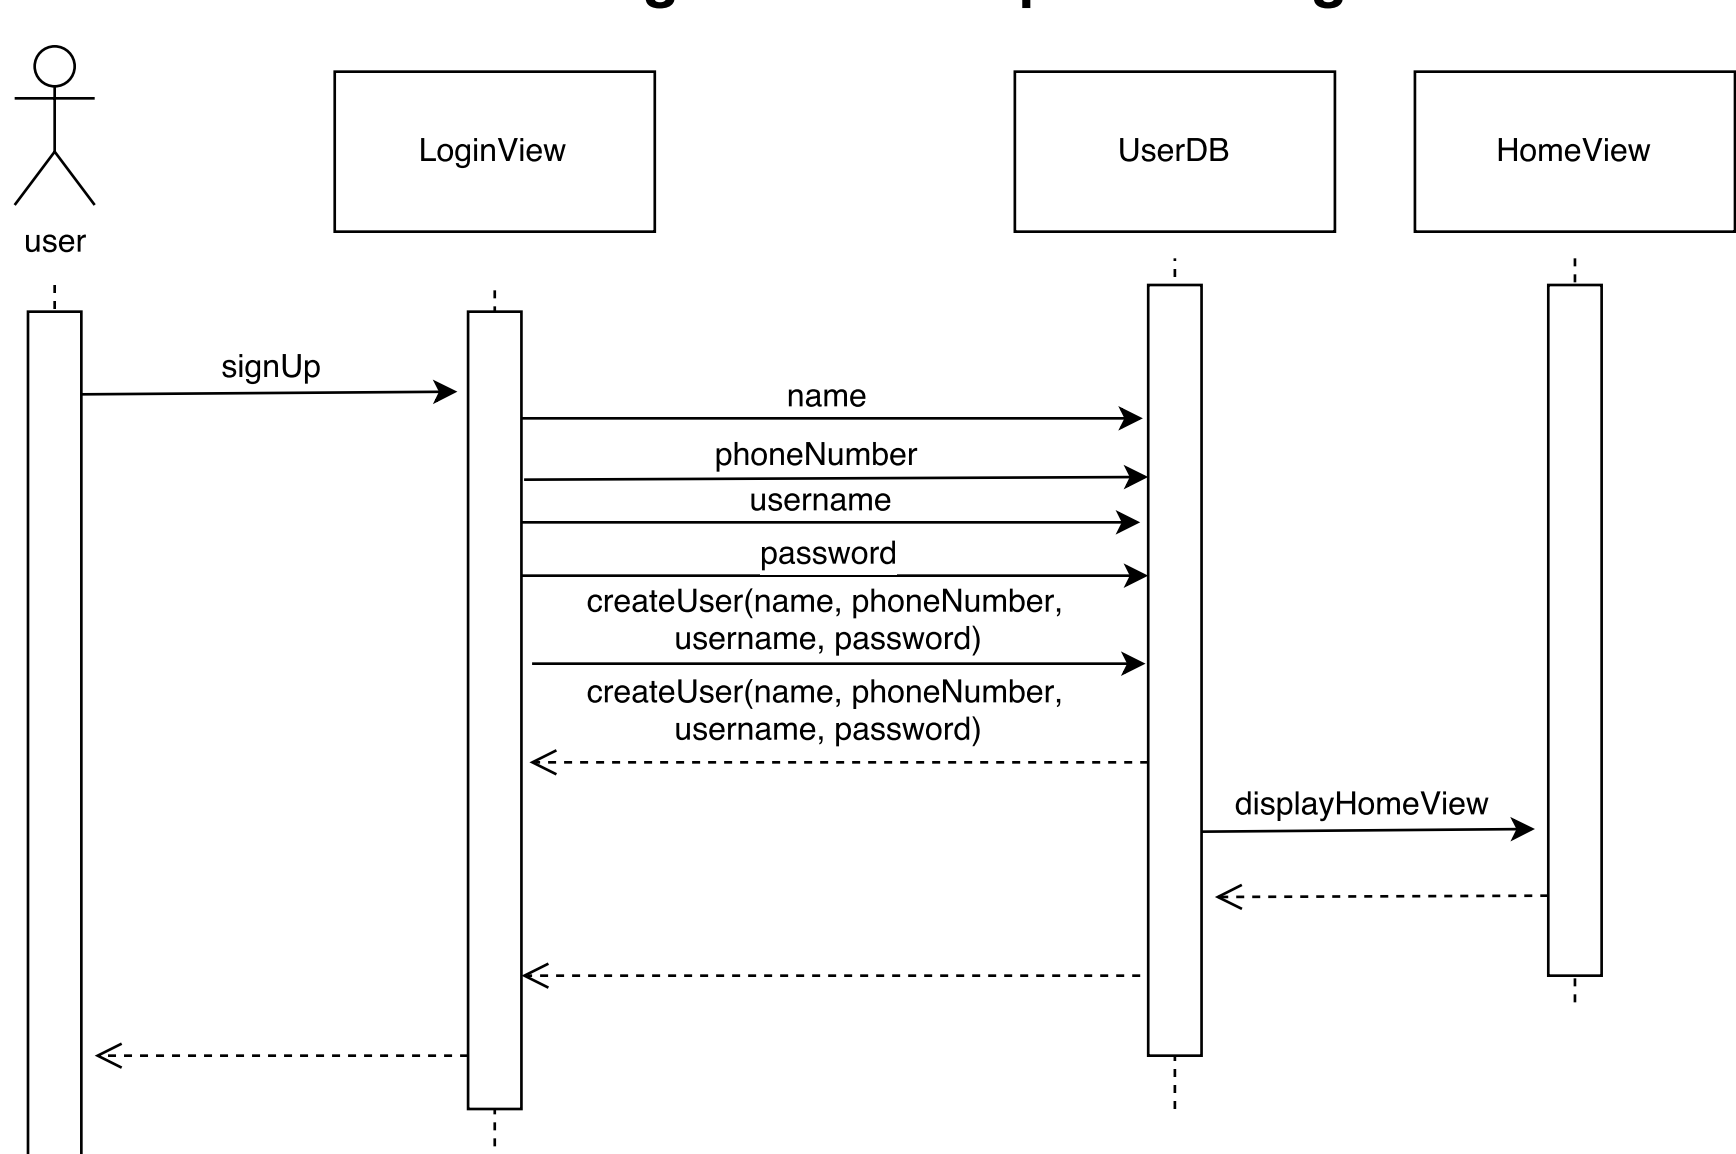 LoginView
UserDB
HomeView
user
signUp
name
phoneNumber
username
password
createUser(name, phoneNumber,
username, password)
createUser(name, phoneNumber,
username, password)
displayHomeView